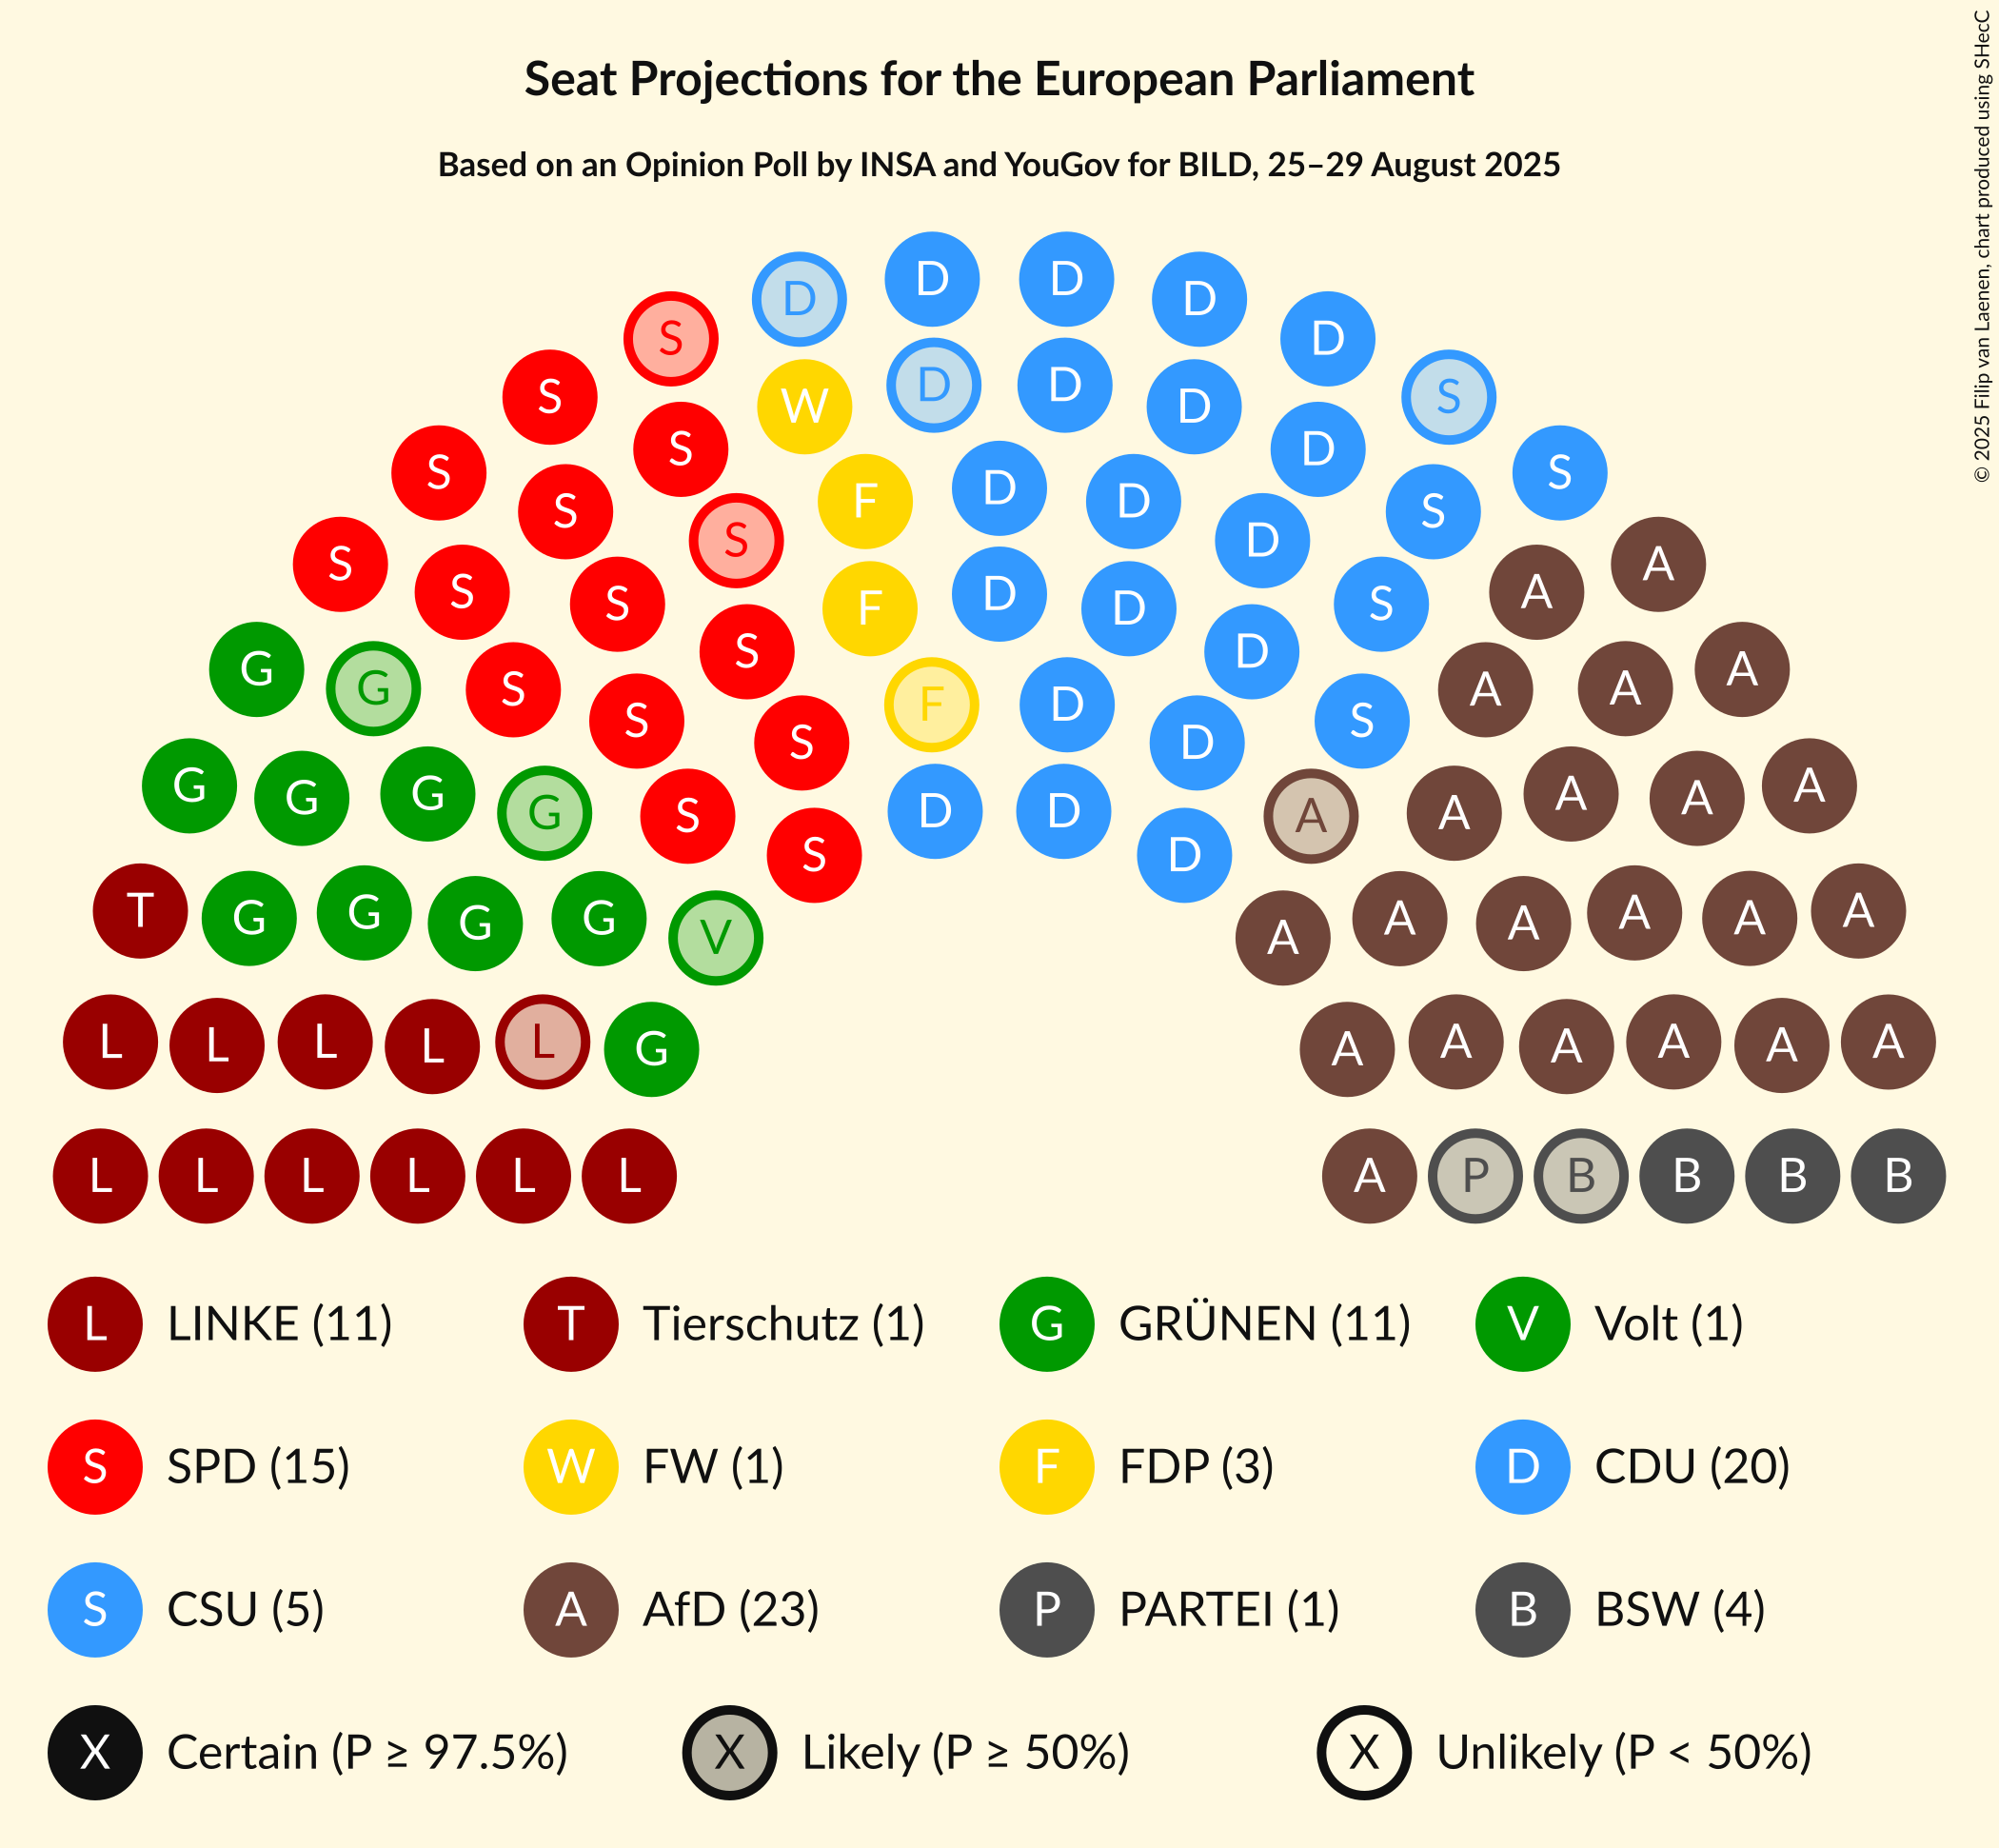 Seat Projections for the European Parliament
Based on an Opinion Poll by INSA and YouGov for BILD, 25–29 August 2025
© 2025 Filip van Laenen, chart produced using SHecC
D D
D D
S D
S D D D S
W
S S D S
S D D
F D S
S S D
S F D D A A
S S D S
S S D A A
G G S S F D S
S D
G G G G S S D D A A A A A
S D D
T G G G G V A A A A A A
L L L L L G A A A A A A
L L L L L L A P B B B B
L LINKE (11) T Tierschutz (1) G GRÜNEN (11) V Volt (1)
S SPD (15) W FW (1) F FDP (3) D CDU (20)
S CSU (5) A AfD (23) P PARTEI (1) B BSW (4)
X Certain (P ≥ 97.5%) X Likely (P ≥ 50%) X Unlikely (P < 50%)